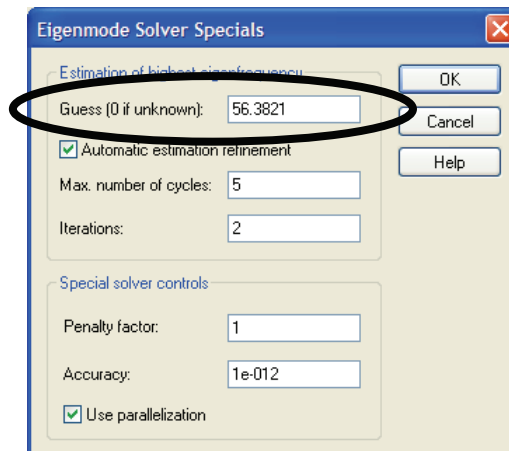 Eigenmode Solver Specials
Estimation of highest eigenfrequency
Guess (0 if unknown): 56.3821
Automatic estimation refinement
Max. number of cycles: 5
Iterations: 2
Special solver controls
Penalty factor: 1
Accuracy: 1e-012
Use parallelization
OK
Cancel
Help